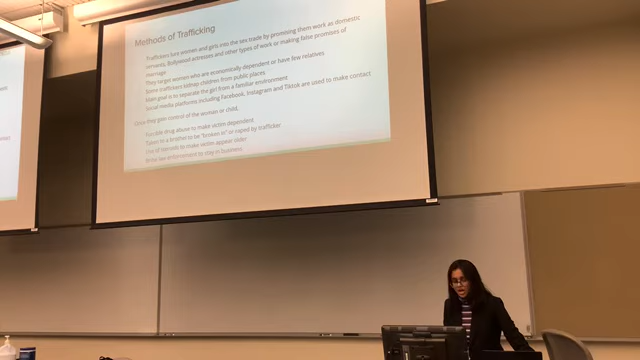 Methods of Trafficking
Traffickers lure women and girls into the sex trade by promising them work as domestic
servants, Bollywood actresses and other types of work or making false promises of
marriage
They target women who are economically dependent or have few relatives
Some traffickers kidnap children from public places
Main goal is to separate the girl from a familiar environment
Social media platforms including Facebook, Instagram and Tiktok are used to make contact
Once they gain control of the woman or child,
Forcible drug abuse to make victim dependent
Taken to a brothel to be "broken in" or raped by trafficker
Use of steroids to make victim appear older
Bribe law enforcement to stay in business